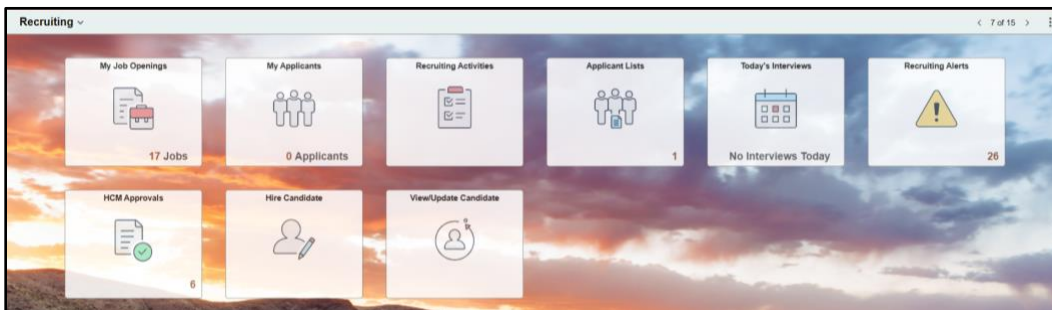 Recruiting
7 of 15
My Job Openings
17 Jobs
My Applicants
0 Applicants
Recruiting Activities
Applicant Lists
1
Today's Interviews
No Interviews Today
Recruiting Alerts
26
HCM Approvals
6
Hire Candidate
View/Update Candidate